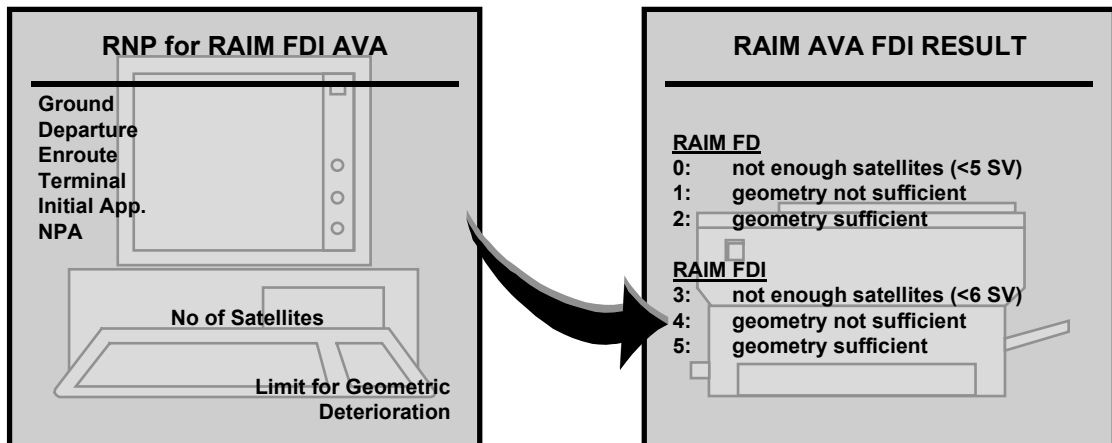 RNP for RAIM FDI AVA
Ground
Departure
Enroute
Terminal
Initial App.
NPA
No of Satellites
Limit for Geometric
Deterioration
RAIM AVA FDI RESULT
RAIM FD
0: not enough satellites (<5 SV)
1: geometry not sufficient
2: geometry sufficient
RAIM FDI
3: not enough satellites (<6 SV)
4: geometry not sufficient
5: geometry sufficient